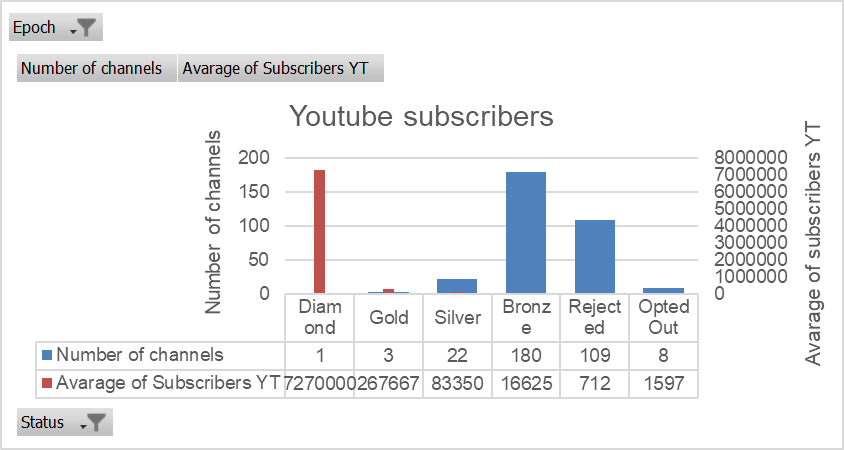 Epoch
Number of channels Avarage of Subscribers YT
Youtube subscribers
Number of channels
200
150
100
50
0
8000000
7000000
6000000
5000000
4000000
3000000
2000000
1000000
0
Avarage of subscribers YT
Diamond Gold Silver Bronze Rejected Opted Out
Number of channels 1 3 22 180 109 8
Avarage of Subscribers YT 7270000 267667 83350 16625 712 1597
Status